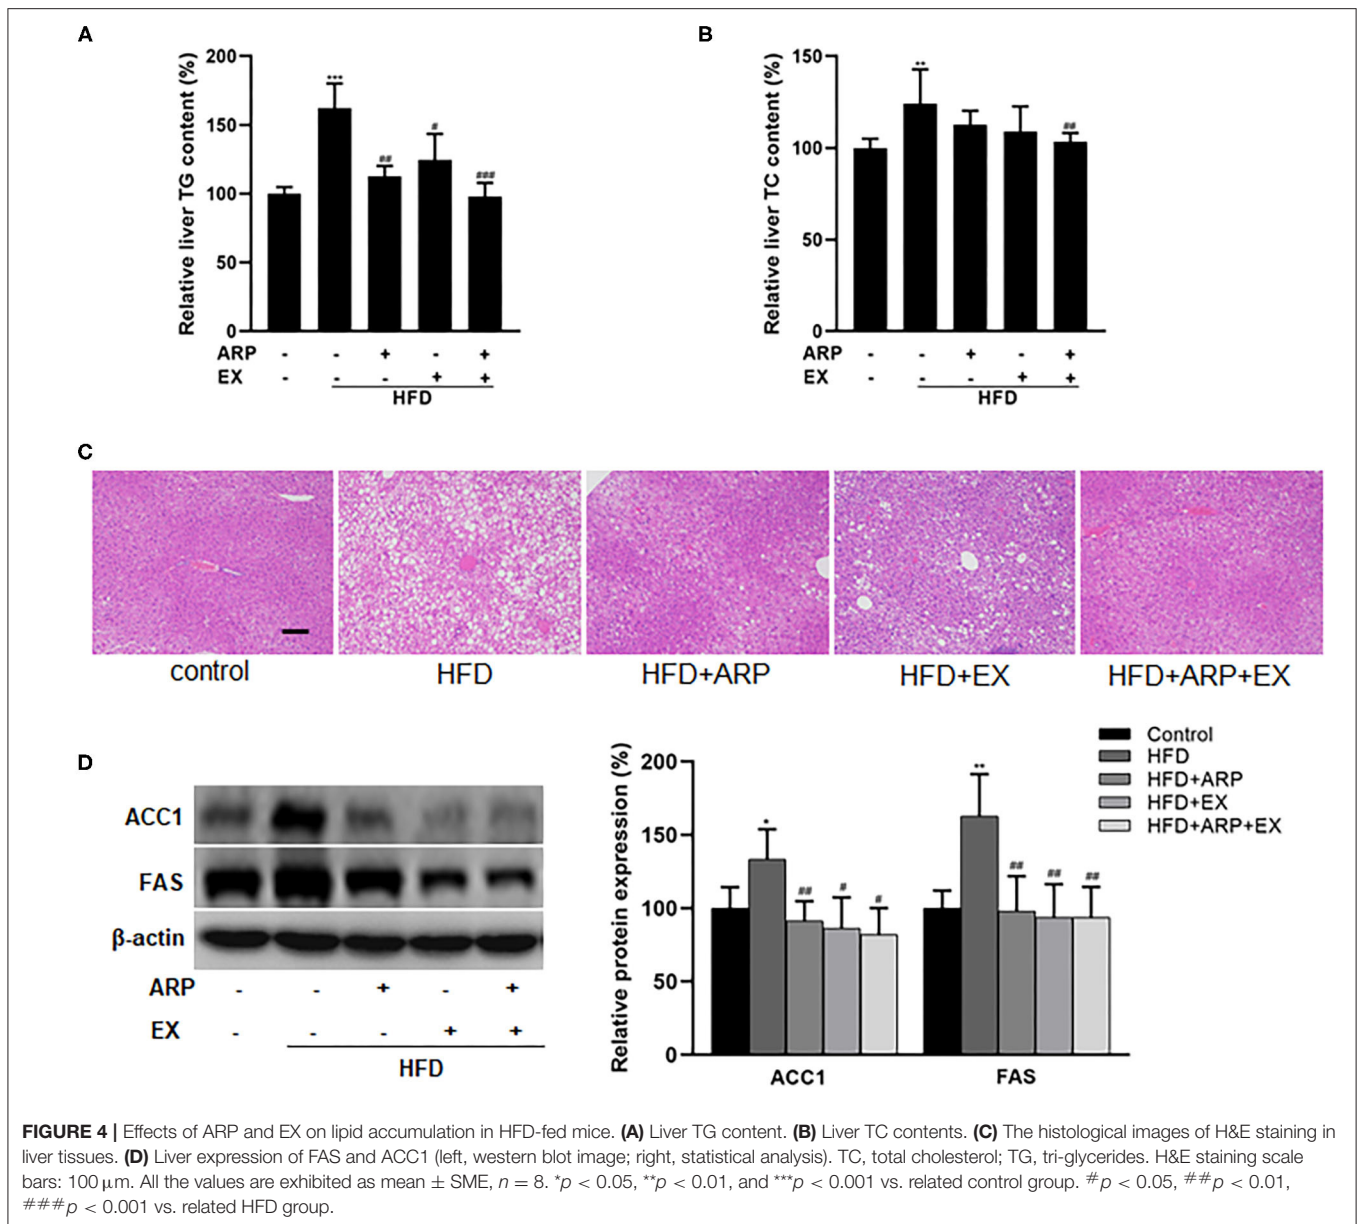 A
200
150
100
50
0
Relative liver TG content (%)
***
##
#
###
ARP - - + - +
EX - - - + +
HFD
B
150
100
50
0
Relative liver TC content (%)
**
##
ARP - - + - +
EX - - - + +
HFD
C
control HFD HFD+ARP HFD+EX HFD+ARP+EX
D
ACC1
FAS
β-actin
ARP - - + - +
EX - - - + +
HFD
200
150
100
50
0
Relative protein expression (%)
* ## # #
** ## ## ##
ACC1 FAS
Control
HFD
HFD+ARP
HFD+EX
HFD+ARP+EX
FIGURE 4 | Effects of ARP and EX on lipid accumulation in HFD-fed mice. (A) Liver TG content. (B) Liver TC contents. (C) The histological images of H&E staining in
liver tissues. (D) Liver expression of FAS and ACC1 (left, western blot image; right, statistical analysis). TC, total cholesterol; TG, tri-glycerides. H&E staining scale
bars: 100 μm. All the values are exhibited as mean ± SME, n = 8. *p < 0.05, **p < 0.01, and ***p < 0.001 vs. related control group. #p < 0.05, ##p < 0.01,
###p < 0.001 vs. related HFD group.